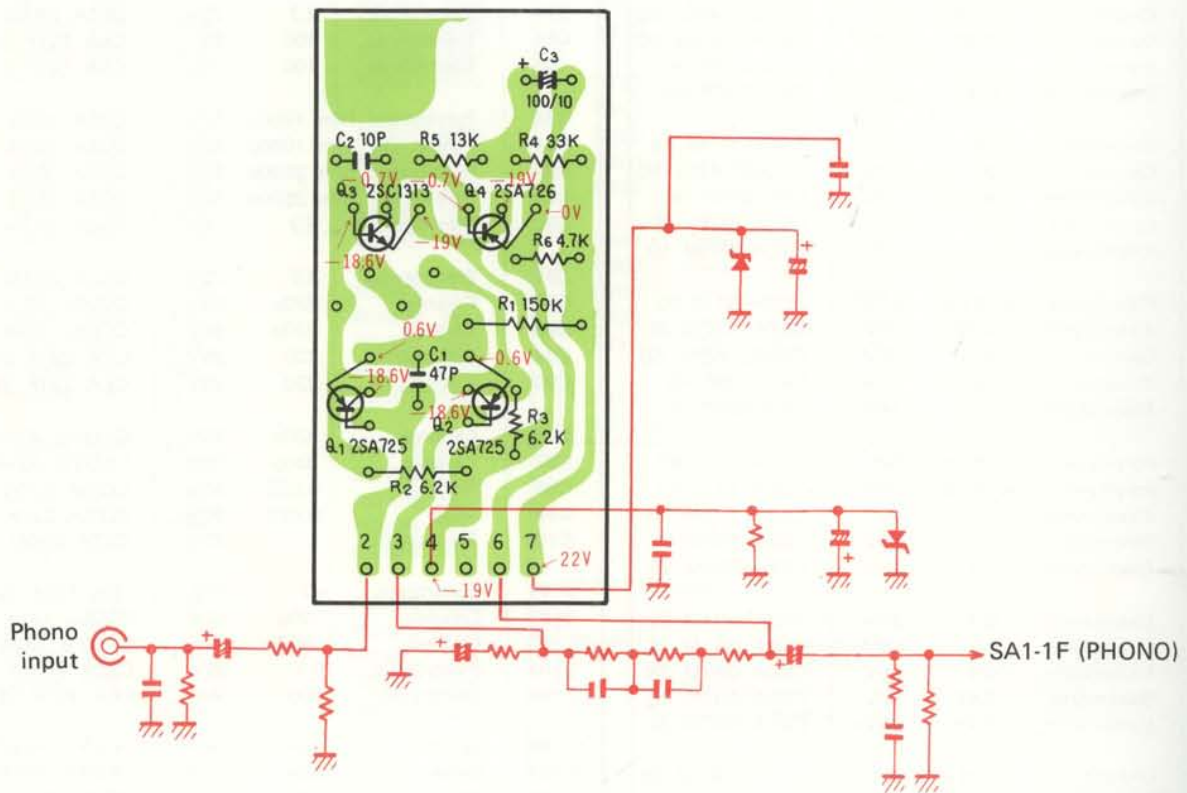 C3
+
100/10
C2 10P R5 13K R4 33K
—0.7V —0.7V —19V
Q3 2SC1313 Q4 2SA726
—0V
—18.6V —19V
R6 4.7K
R1 150K
0.6V C1 0.6V
47P
—18.6V —18.6V
R3
6.2K
Q1 2SA725 Q2 2SA725
R2 6.2K
2 3 4 5 6 7
22V
—19V
+
+
Phono
input
+ + +
SA1-1F (PHONO)